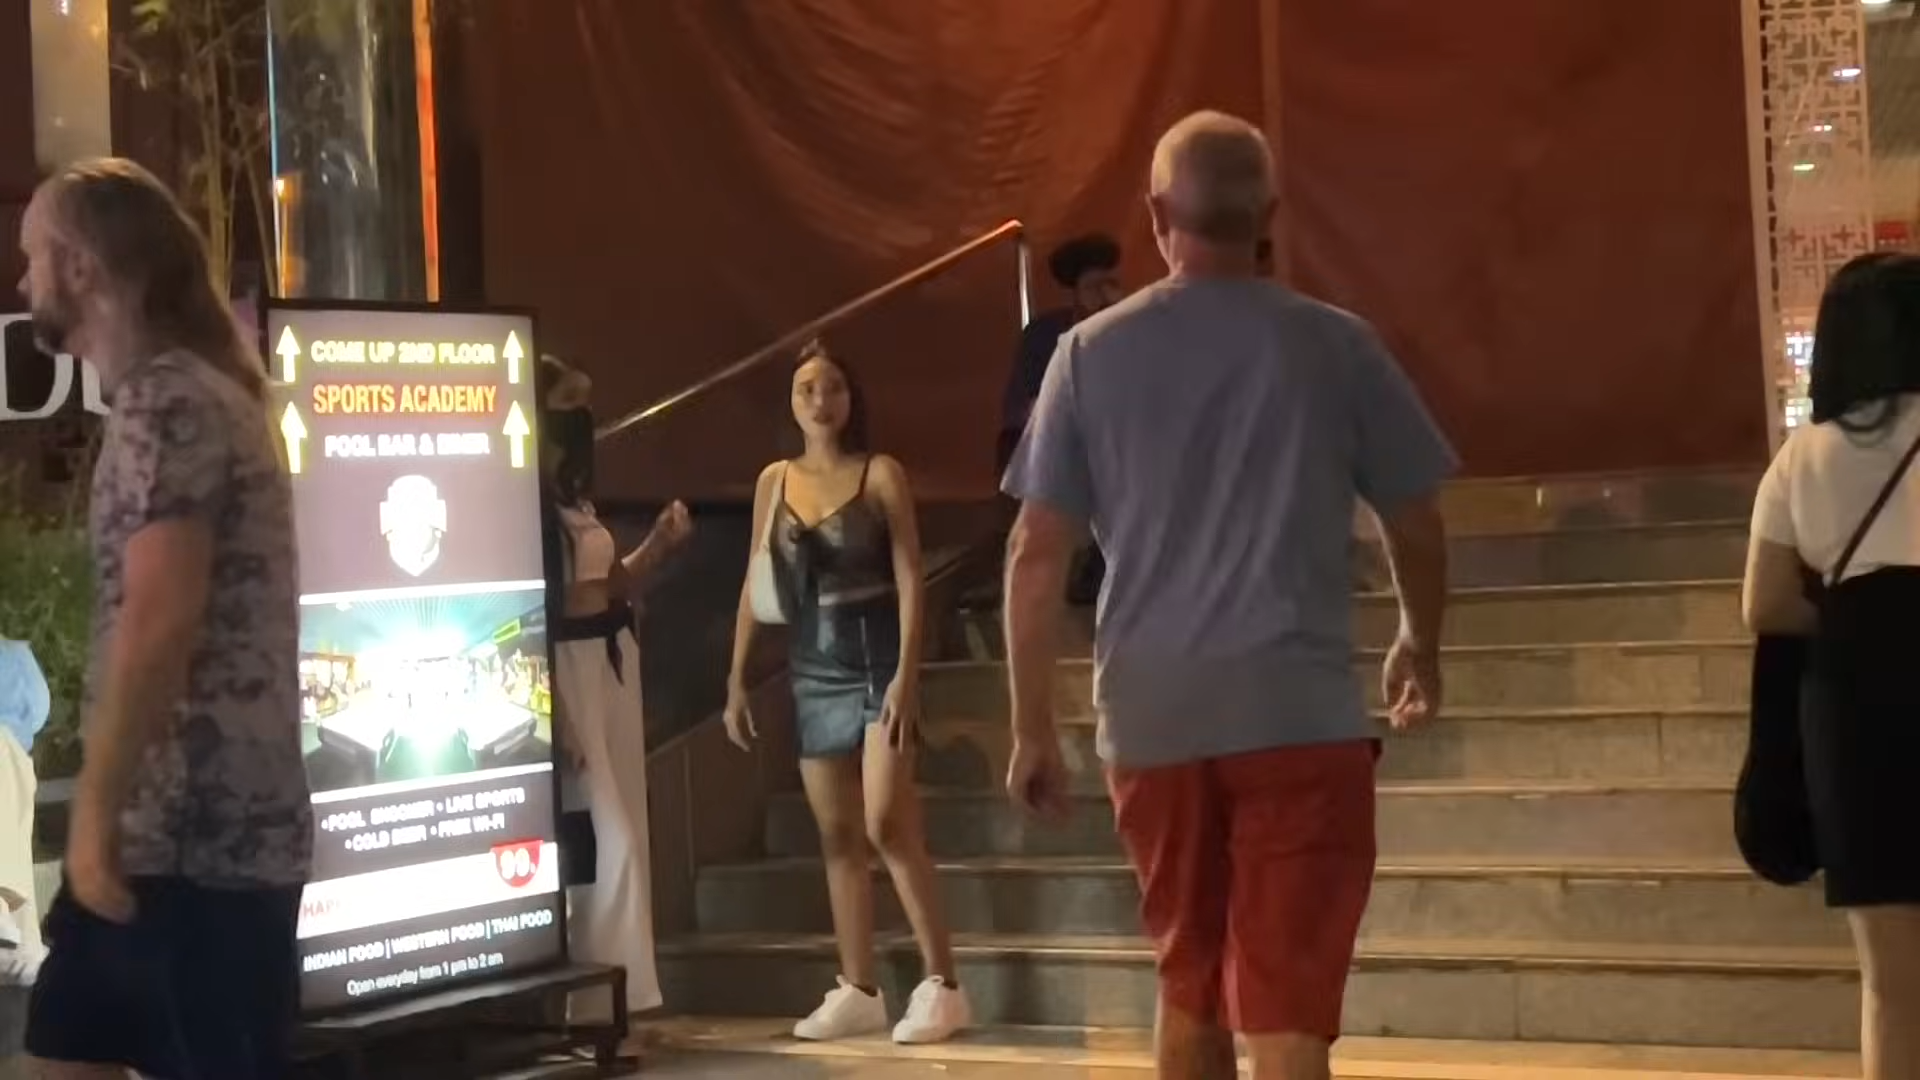 COME UP 2ND FLOOR
SPORTS ACADEMY
POOL BAR & DINER
•POOL SNOOKER • LIVE SPORTS
•COLD BEER • FREE WI-FI
99.
INDIAN FOOD | WESTERN FOOD | THAI FOOD
Open everyday from 1 pm to 2 am